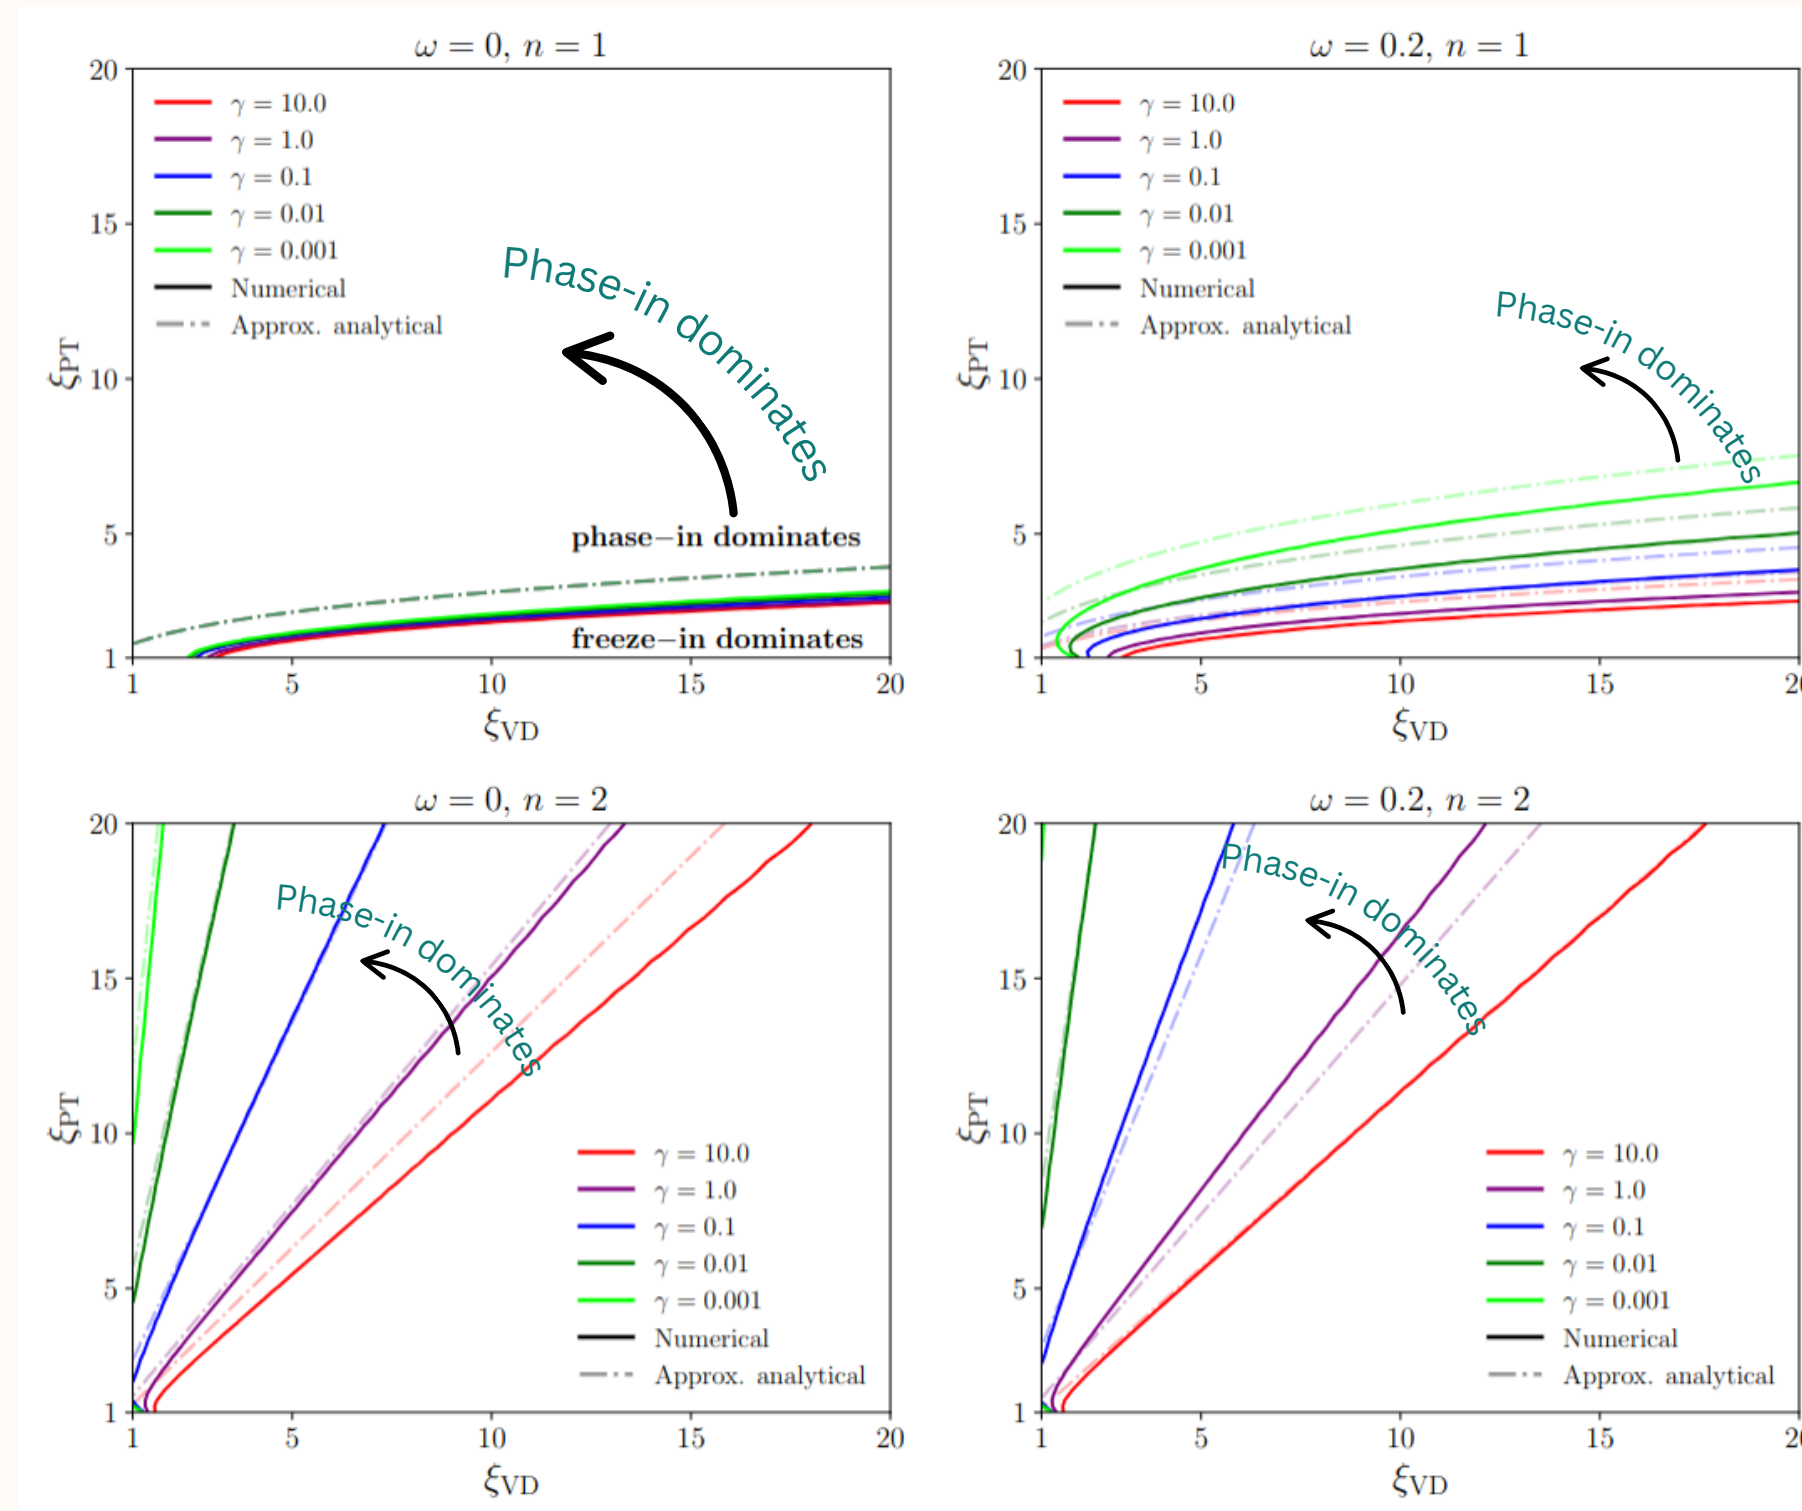 ω = 0, n = 1
20
15
10
5
1
ξPT
γ = 10.0
γ = 1.0
γ = 0.1
γ = 0.01
γ = 0.001
Numerical
Approx. analytical
Phase-in dominates
phase−in dominates
freeze−in dominates
1 5 10 15 20
ξVD
ω = 0.2, n = 1
20
15
10
5
1
ξPT
γ = 10.0
γ = 1.0
γ = 0.1
γ = 0.01
γ = 0.001
Numerical
Approx. analytical
Phase-in dominates
1 5 10 15 20
ξVD
ω = 0, n = 2
20
15
10
5
1
ξPT
Phase-in dominates
γ = 10.0
γ = 1.0
γ = 0.1
γ = 0.01
γ = 0.001
Numerical
Approx. analytical
1 5 10 15 20
ξVD
ω = 0.2, n = 2
20
15
10
5
1
ξPT
Phase-in dominates
γ = 10.0
γ = 1.0
γ = 0.1
γ = 0.01
γ = 0.001
Numerical
Approx. analytical
1 5 10 15 20
ξVD